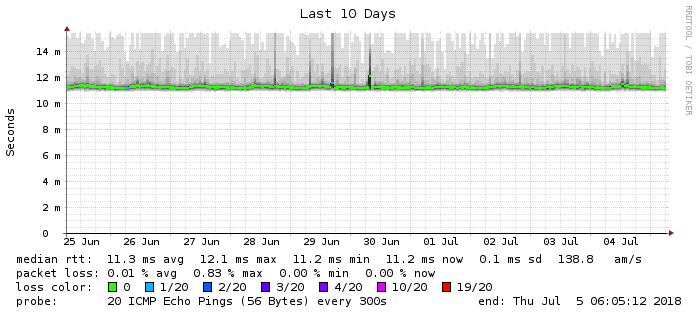 Last 10 Days
RRDTOOL / TOBI OETIKER
Seconds
14 m
12 m
10 m
8 m
6 m
4 m
2 m
0
25 Jun 26 Jun 27 Jun 28 Jun 29 Jun 30 Jun 01 Jul 02 Jul 03 Jul 04 Jul
median rtt: 11.3 ms avg 12.1 ms max 11.2 ms min 11.2 ms now 0.1 ms sd 138.8 am/s
packet loss: 0.01 % avg 0.83 % max 0.00 % min 0.00 % now
loss color: 0 1/20 2/20 3/20 4/20 10/20 19/20
probe: 20 ICMP Echo Pings (56 Bytes) every 300s end: Thu Jul 5 06:05:12 2018